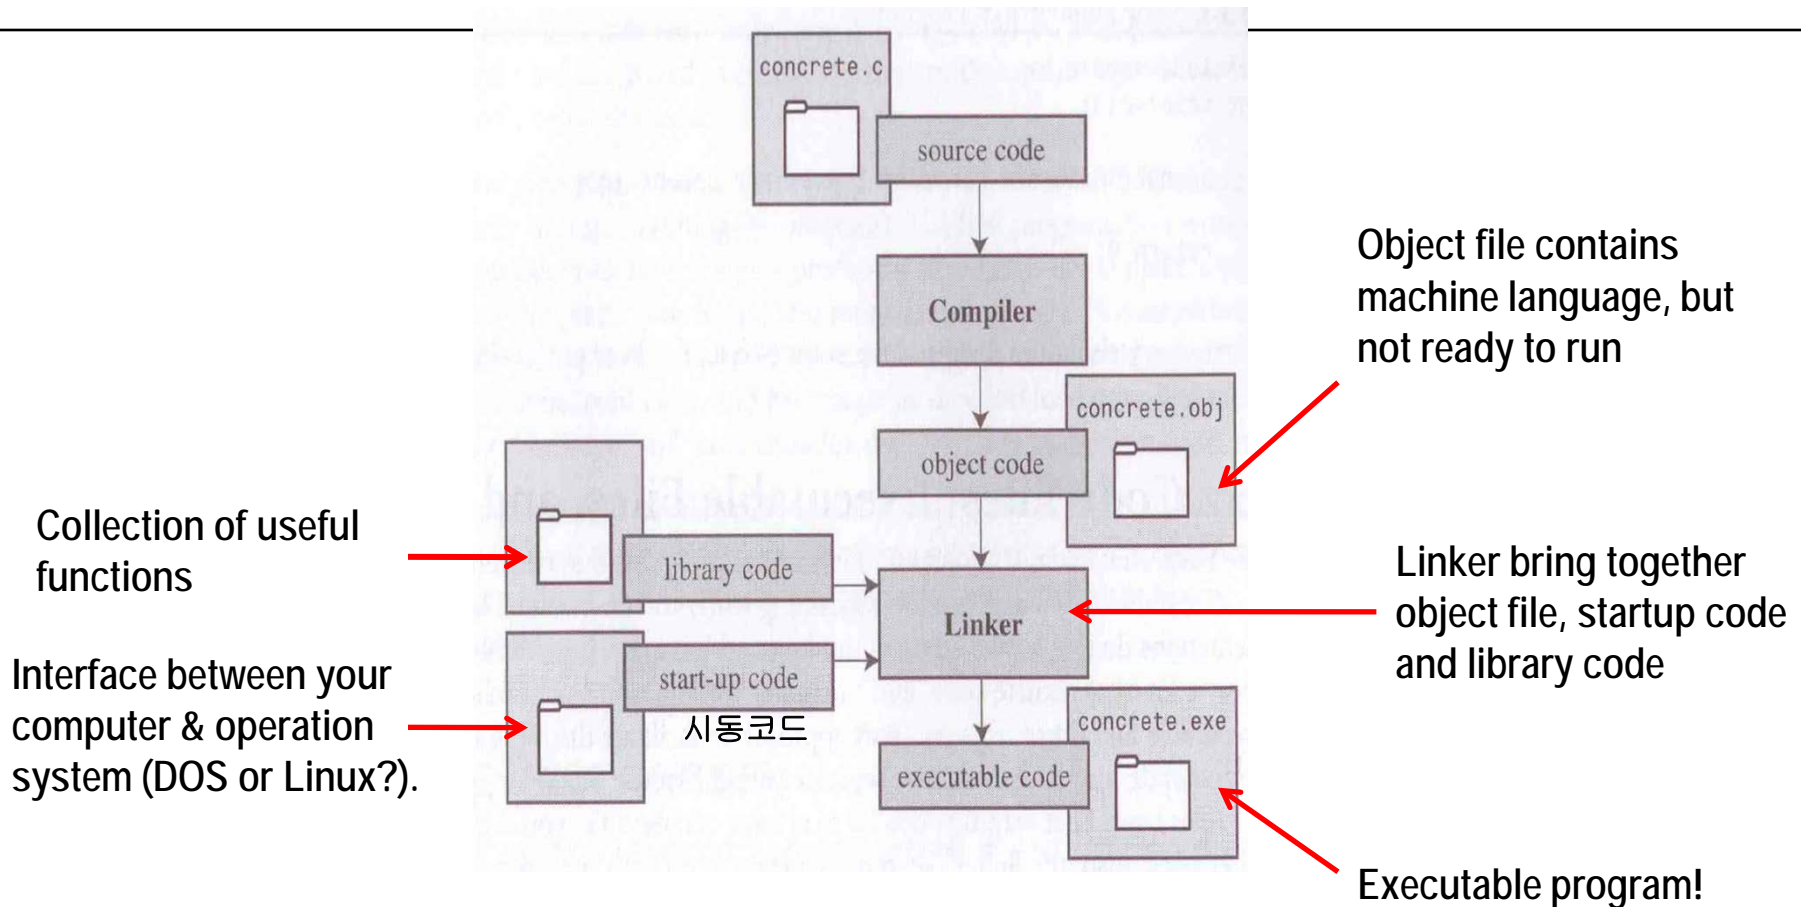 concrete.c
source code
Compiler
Object file contains
machine language, but
not ready to run
concrete.obj
object code
Collection of useful
functions
library code
Linker
Linker bring together
object file, startup code
and library code
Interface between your
computer & operation
system (DOS or Linux?).
start-up code
시동코드
concrete.exe
executable code
Executable program!